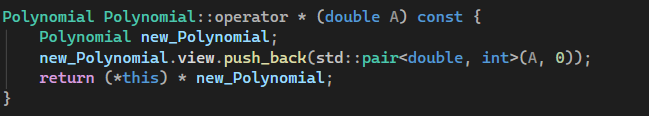 Polynomial Polynomial::operator * (double A) const {
    Polynomial new_Polynomial;
    new_Polynomial.view.push_back(std::pair<double, int>(A, 0));
    return (*this) * new_Polynomial;
}